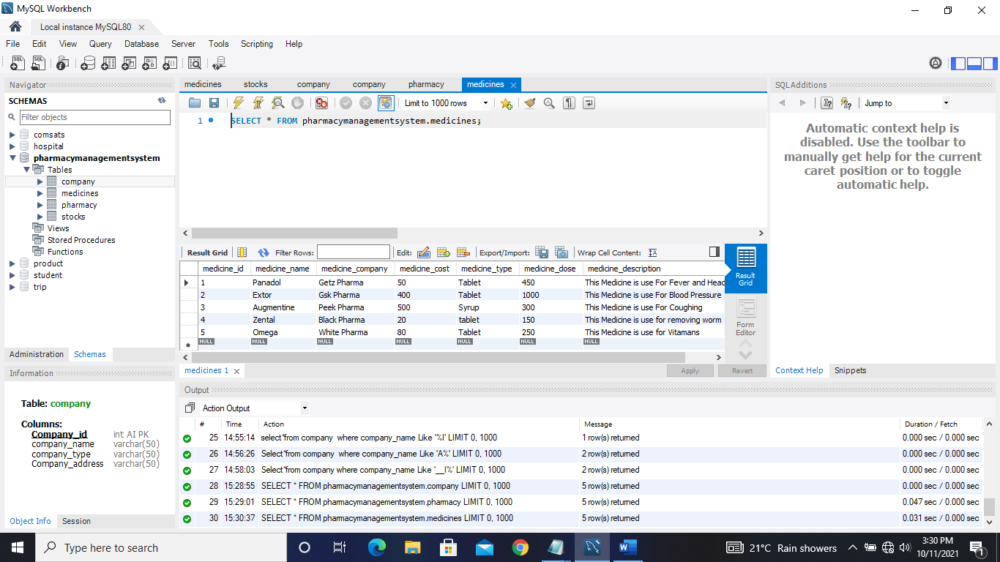 MySQL Workbench
Local instance MySQL80
File Edit View Query Database Server Tools Scripting Help
Navigator
SCHEMAS
Filter objects
comsats
hospital
pharmacymanagementsystem
Tables
company
medicines
pharmacy
stocks
Views
Stored Procedures
Functions
product
student
trip
Administration Schemas
Information
Table: company
Columns:
Company_id int AI PK
company_name varchar(50)
company_type varchar(50)
Company_address varchar(50)
Object Info Session
medicines stocks company company pharmacy medicines
Limit to 1000 rows
1 SELECT * FROM pharmacymanagementsystem.medicines;
Result Grid Filter Rows: Edit: Export/Import: Wrap Cell Content: IA
medicine_id medicine_name medicine_company medicine_cost medicine_type medicine_dose medicine_description
1 Panadol Getz Pharma 50 Tablet 450 This Medicine is use For Fever and Head
2 Extor Gsk Pharma 400 Tablet 1000 This Medicine is use For Blood Pressure
3 Augmentine Peek Pharma 500 Syrup 300 This Medicine is use For Coughing
4 Zental Black Pharma 20 tablet 150 This Medicine is use for removing worm
5 Omega White Pharma 80 Tablet 250 This Medicine is use for Vitamans
NULL NULL NULL NULL NULL NULL NULL
Result
Grid
Form
Editor
medicines 1 Apply Revert
SQLAdditions
Jump to
Automatic context help is
disabled. Use the toolbar to
manually get help for the current
caret position or to toggle
automatic help.
Context Help Snippets
Output
Action Output
# Time Action Message Duration / Fetch
25 14:55:14 select*from company where company_name Like '%l' LIMIT 0, 1000 1 row(s) returned 0.000 sec / 0.000 sec
26 14:56:26 Select*from company where company_name Like 'A%' LIMIT 0, 1000 2 row(s) returned 0.000 sec / 0.000 sec
27 14:58:03 Select*from company where company_name Like '__l%' LIMIT 0, 1000 2 row(s) returned 0.000 sec / 0.000 sec
28 15:28:55 SELECT * FROM pharmacymanagementsystem.company LIMIT 0, 1000 5 row(s) returned 0.000 sec / 0.000 sec
29 15:29:01 SELECT * FROM pharmacymanagementsystem.pharmacy LIMIT 0, 1000 5 row(s) returned 0.047 sec / 0.000 sec
30 15:30:37 SELECT * FROM pharmacymanagementsystem.medicines LIMIT 0, 1000 5 row(s) returned 0.031 sec / 0.000 sec
Type here to search
21°C Rain showers
3:30 PM
10/11/2021
1